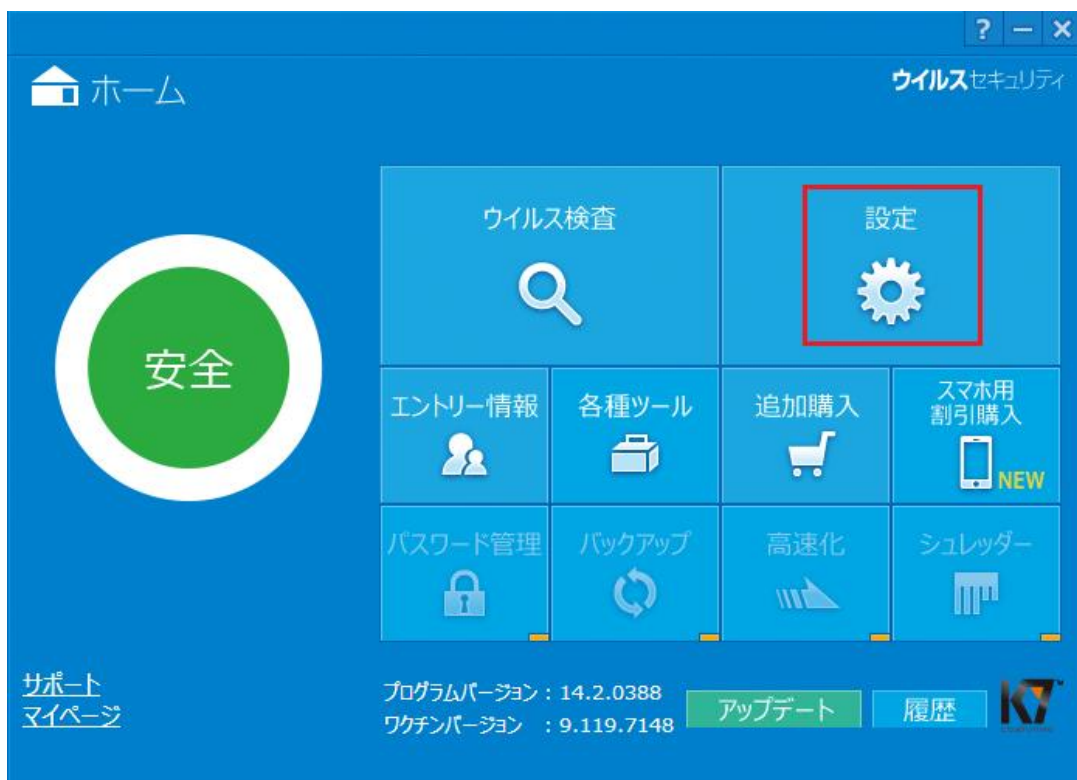 ? − ×
ホーム
ウイルスセキュリティ
ウイルス検査
設定
安全
エントリー情報
各種ツール
追加購入
スマホ用
割引購入
NEW
パスワード管理
バックアップ
高速化
シュレッダー
サポート
マイページ
プログラムバージョン : 14.2.0388
ワクチンバージョン : 9.119.7148
アップデート
履歴
K7